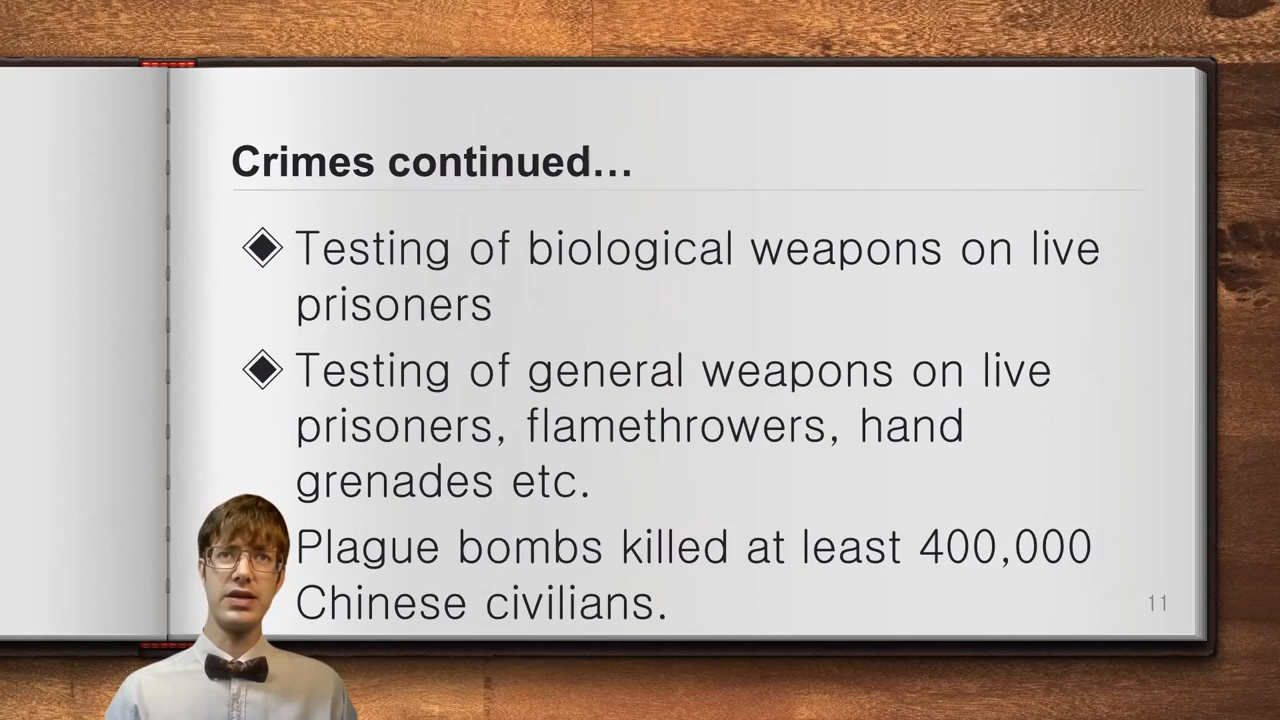 Crimes continued…
Testing of biological weapons on live
prisoners
Testing of general weapons on live
prisoners, flamethrowers, hand
grenades etc.
Plague bombs killed at least 400,000
Chinese civilians.
11